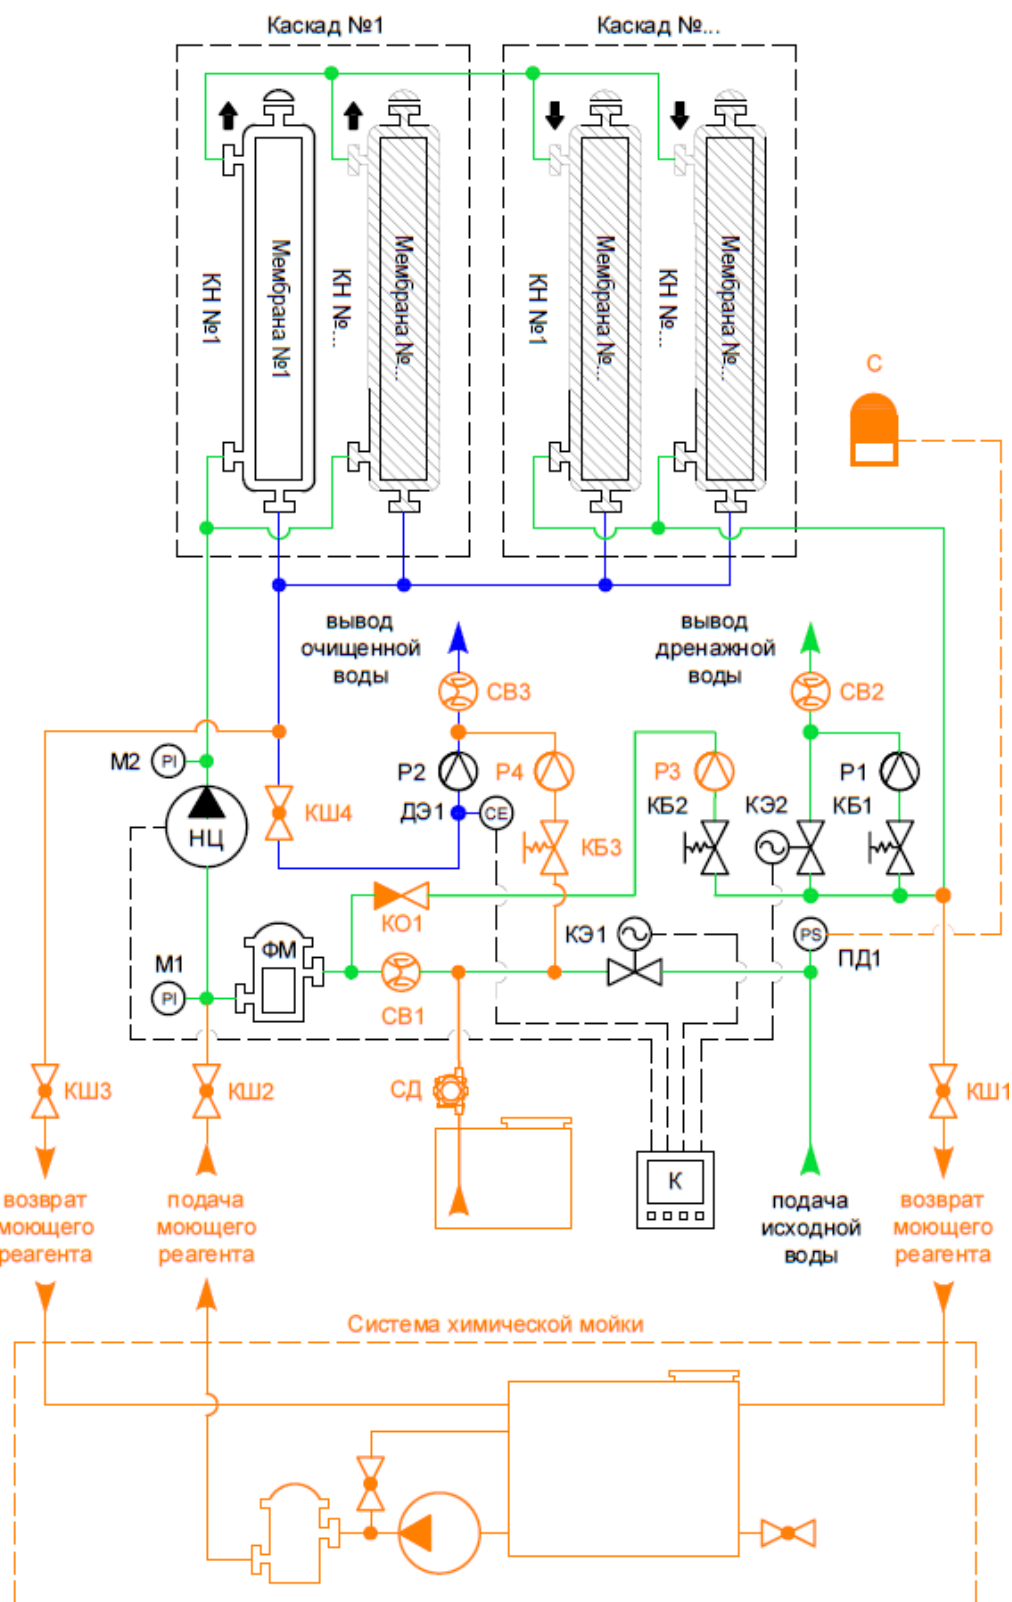 Каскад №1
Каскад №...
КН №1
Мембрана №1
КН №...
Мембрана №...
КН №1
Мембрана №...
КН №...
Мембрана №...
С
вывод
очищенной
воды
вывод
дренажной
воды
СВ3
СВ2
М2
PI
Р2
Р4
Р3
Р1
КБ2
КЭ2
КБ1
НЦ
КШ4
ДЭ1
CE
КБ3
КО1
ФМ
КЭ1
PS
ПД1
М1
PI
СВ1
КШ3
КШ2
СД
КШ1
К
возврат
моющего
реагента
подача
моющего
реагента
подача
исходной
воды
возврат
моющего
реагента
Система химической мойки